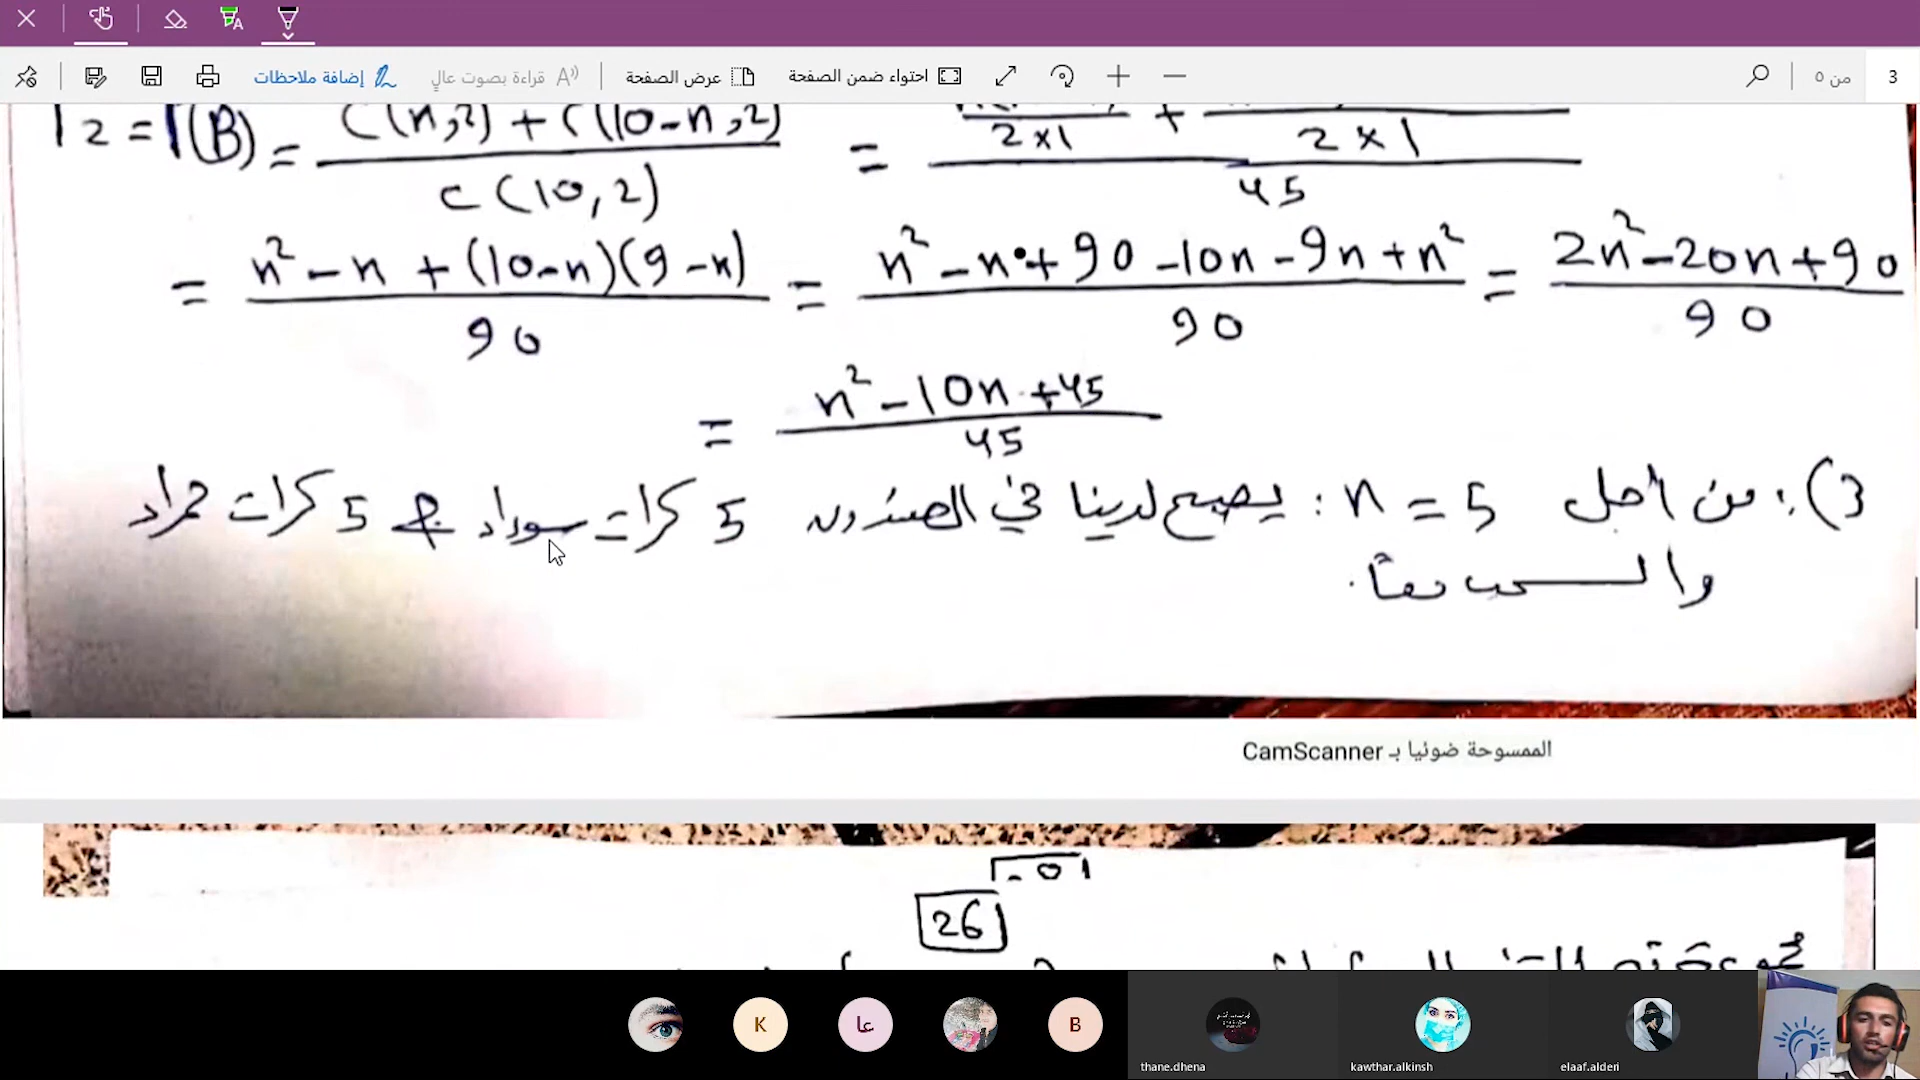 3 من ٥ احتواء ضمن الصفحة عرض الصفحة قراءة بصوت عالٍ إضافة ملاحظات
= P(B) = C(n,2) + C(10-n,2) / C(10,2) = 2×1 + 2×1 / 45
= n² - n + (10-n)(9-n) / 90 = n² - n + 90 - 10n - 9n + n² / 90 = 2n² - 20n + 90 / 90
= n² - 10n + 45 / 45
3): من أجل n = 5 : يصبح لدينا في الصندوق 5 كرات سوداء و 5 كرات حمراء
والسحب معاً.
الممسوحة ضوئيا بـ CamScanner
26
K
عا
B
thane.dhena
kawthar.alkinsh
elaaf.alderi